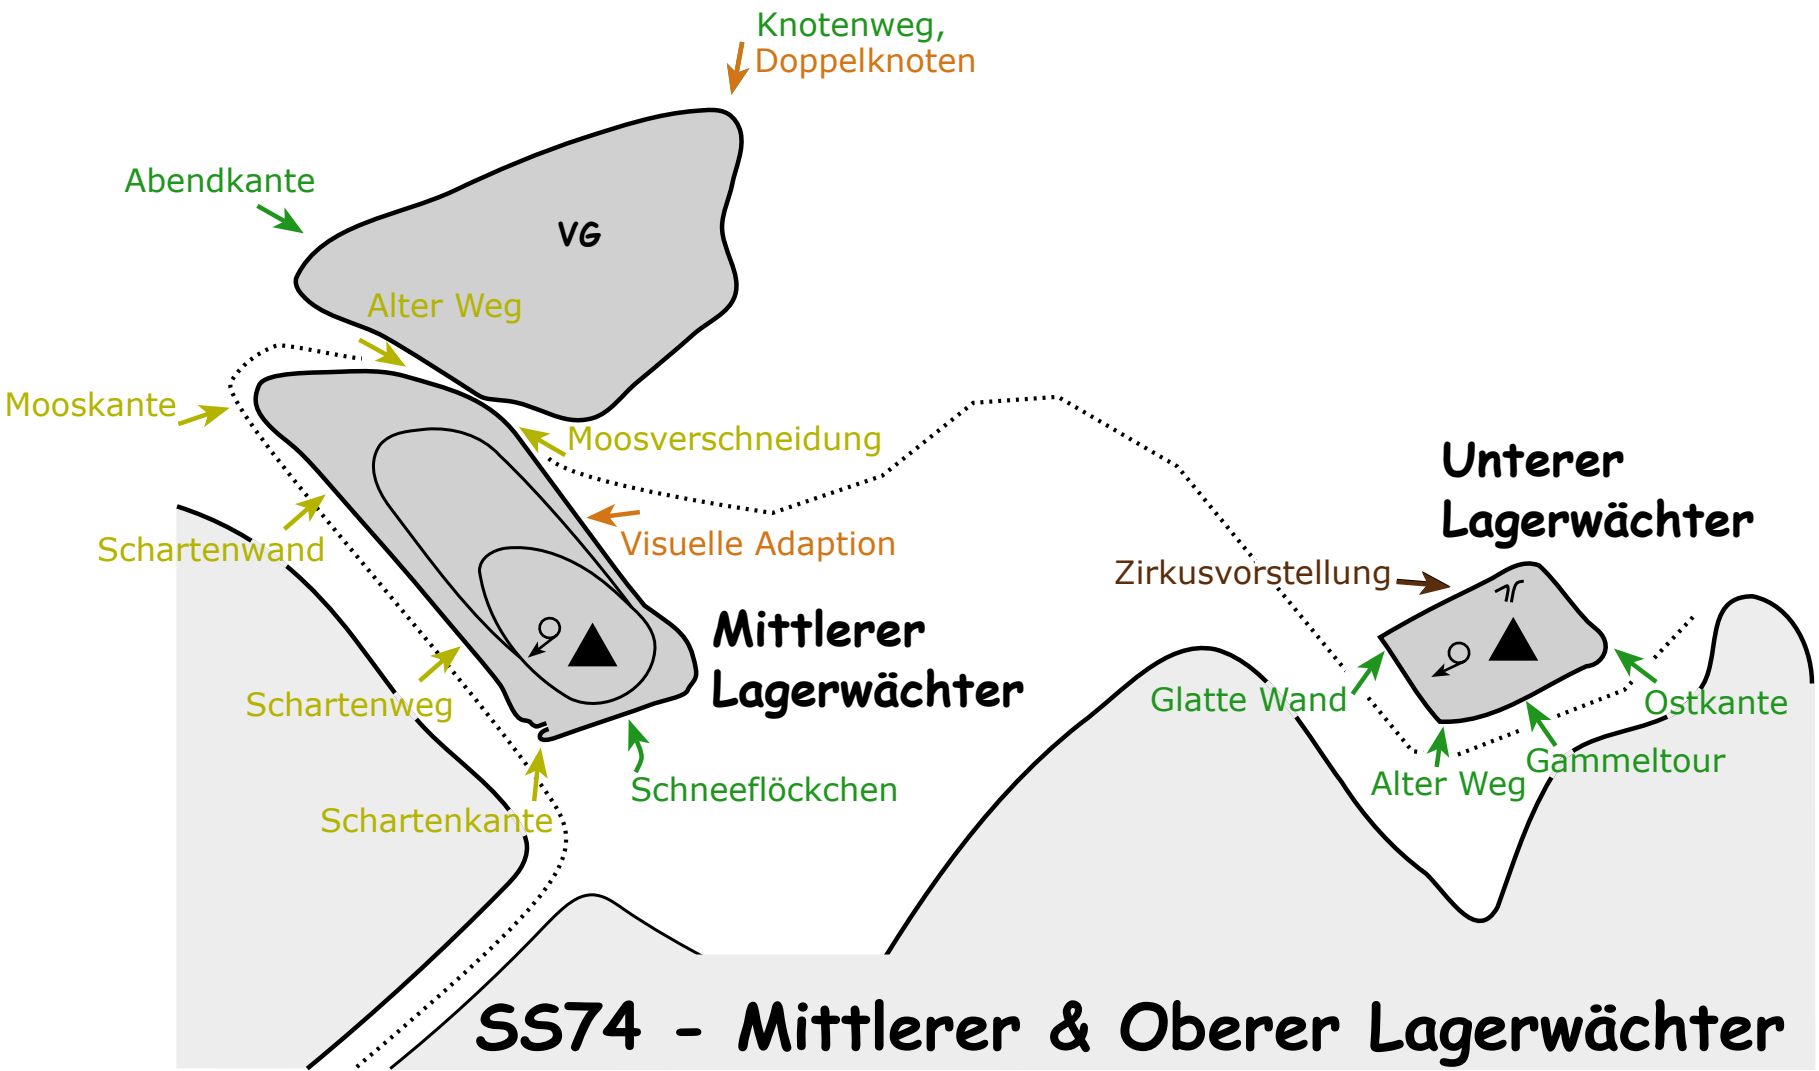 Knotenweg,
Doppelknoten
Abendkante
VG
Alter Weg
Mooskante
Moosverschneidung
Unterer
Lagerwächter
Schartenwand
Visuelle Adaption
Zirkusvorstellung
Mittlerer
Lagerwächter
Schartenweg
Glatte Wand
Ostkante
Gammeltour
Alter Weg
Schneeflöckchen
Schartenkante
SS74 - Mittlerer & Oberer Lagerwächter